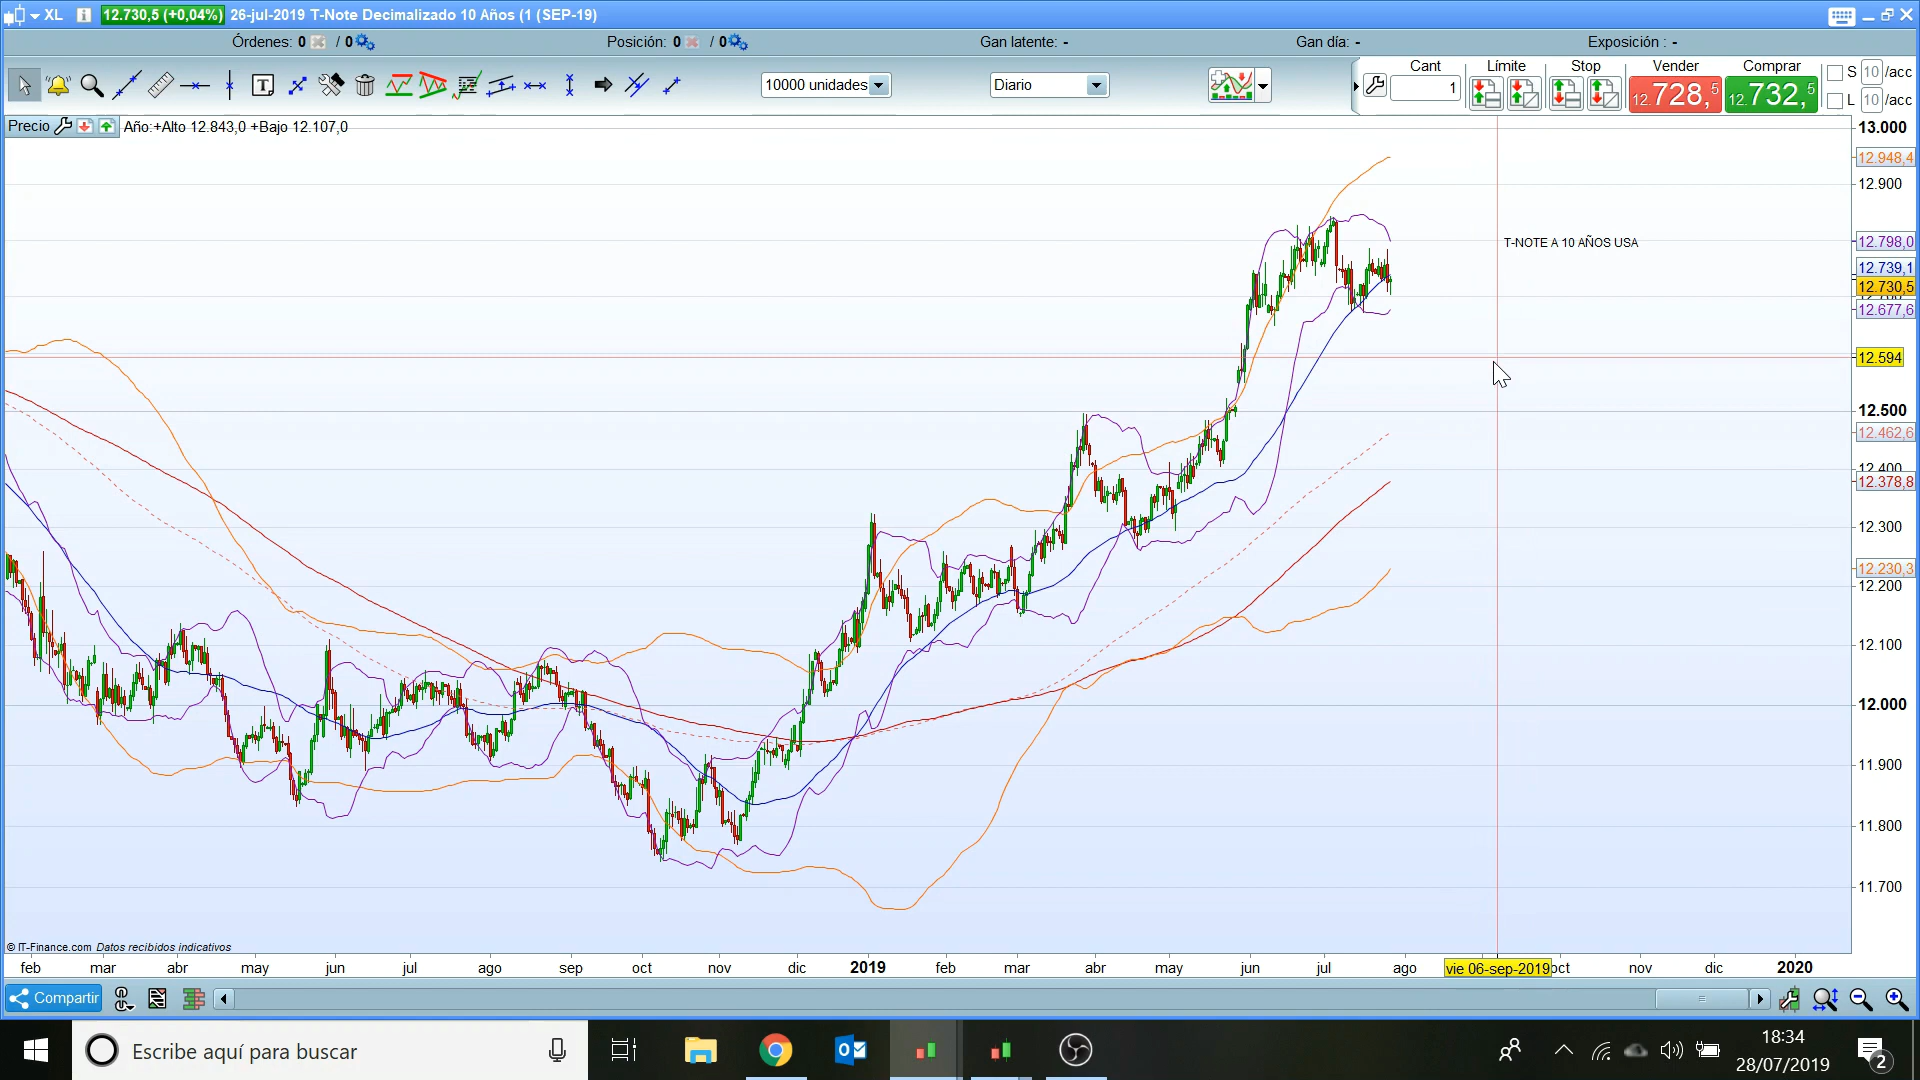 XL 12.730,5 (+0,04%) 26-jul-2019 T-Note Decimalizado 10 Años (1 (SEP-19)
Órdenes: 0 / 0 Posición: 0 / 0 Gan latente: - Gan día: - Exposición : -
10000 unidades Diario
Cant Límite Stop Vender Comprar
1 12.728,5 12.732,5
S 10 /acc
L 10 /acc
Precio Año:+Alto 12.843,0 +Bajo 12.107,0
13.000
12.948,4
12.900
T-NOTE A 10 AÑOS USA
12.798,0
12.739,1
12.730,5
12.677,6
12.594
12.500
12.462,6
12.400
12.378,8
12.300
12.230,3
12.200
12.100
12.000
11.900
11.800
11.700
© IT-Finance.com Datos recibidos indicativos
feb mar abr may jun jul ago sep oct nov dic 2019 feb mar abr may jun jul ago vie 06-sep-2019 oct nov dic 2020
Compartir
Escribe aquí para buscar
18:34
28/07/2019
2